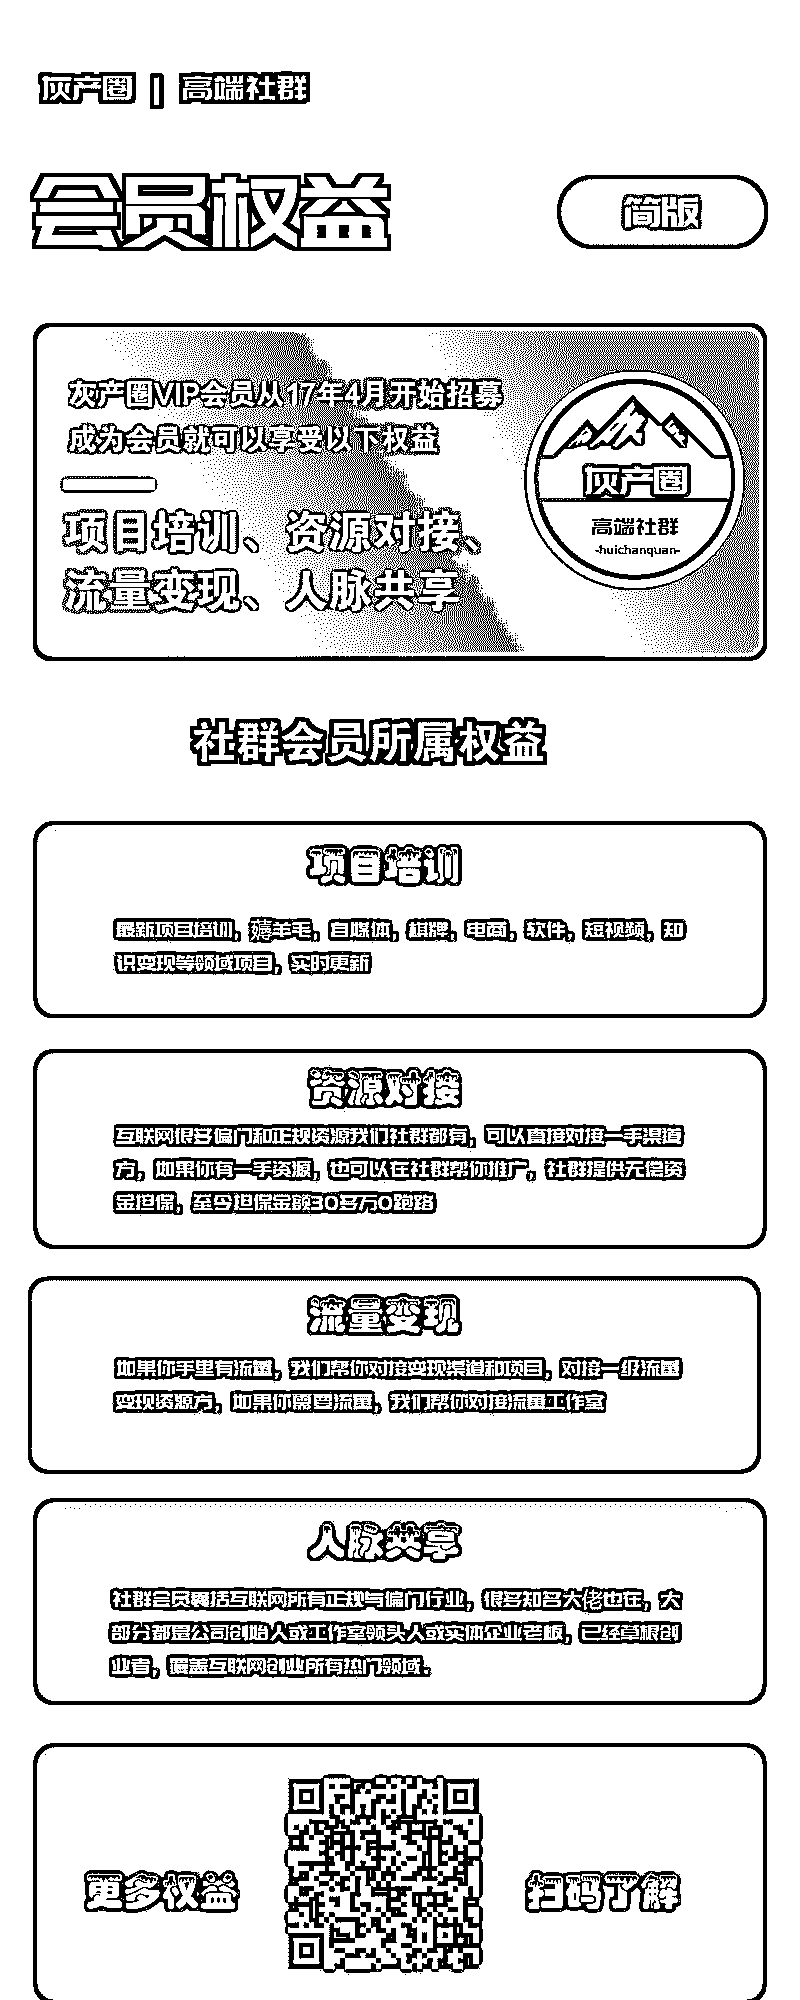 灰产圈 | 高端社群
会员权益
简版
灰产圈VIP会员从17年4月开始招募
成为会员就可以享受以下权益
项目培训、资源对接、
流量变现、人脉共享
灰产圈
高端社群
-huichanquan-
社群会员所属权益
项目培训
最新项目培训，薅羊毛，自媒体，棋牌，电商，软件，短视频，知
识变现等领域项目，实时更新
资源对接
互联网很多偏门和正规资源我们社群都有，可以直接对接一手渠道
方，如果你有一手资源，也可以在社群帮你推广，社群提供无偿资
金担保，至今担保金额30多万0跑路
流量变现
如果你手里有流量，我们帮你对接变现渠道和项目，对接一级流量
变现资源方，如果你需要流量，我们帮你对接流量工作室
人脉共享
社群会员囊括互联网所有正规与偏门行业，很多知名大佬也在，大
部分都是公司创始人或工作室领头人或实体企业老板，已经草根创
业者，覆盖互联网创业所有热门领域。
更多权益
扫码了解